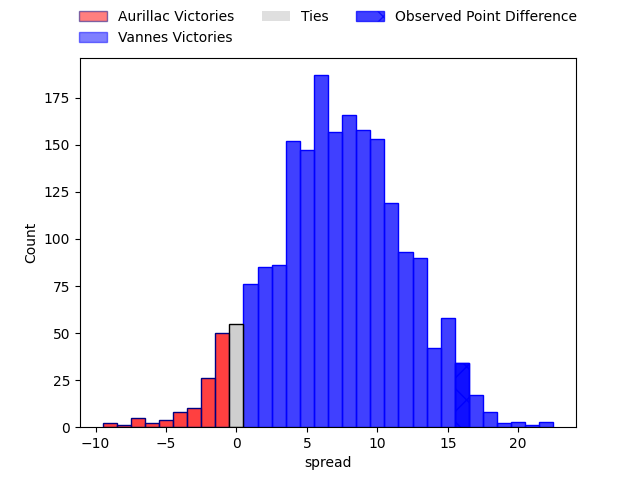 Aurillac Victories
Ties
Observed Point Difference
Vannes Victories
175
150
125
100
75
50
25
0
Count
−10
−5
0
5
10
15
20
spread